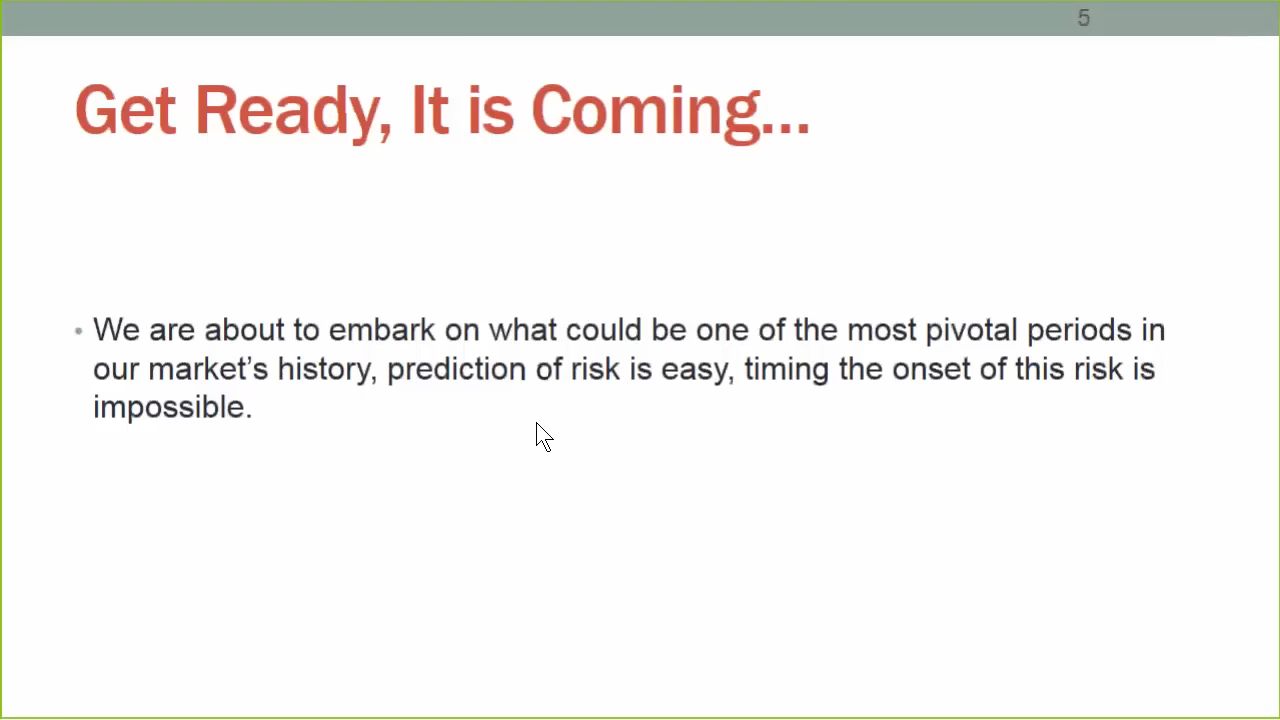 5
Get Ready, It is Coming...
• We are about to embark on what could be one of the most pivotal periods in
our market's history, prediction of risk is easy, timing the onset of this risk is
impossible.